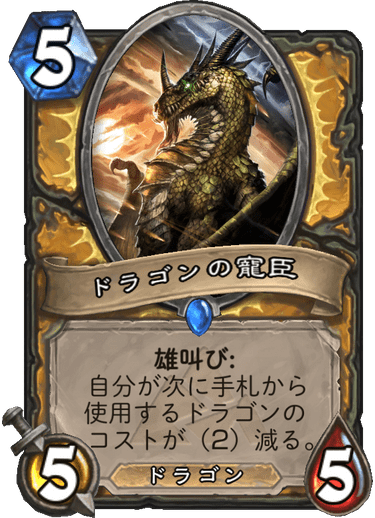 5
ドラゴンの寵臣
雄叫び:
自分が次に手札から
使用するドラゴンの
コストが（2）減る。
ドラゴン
5
5